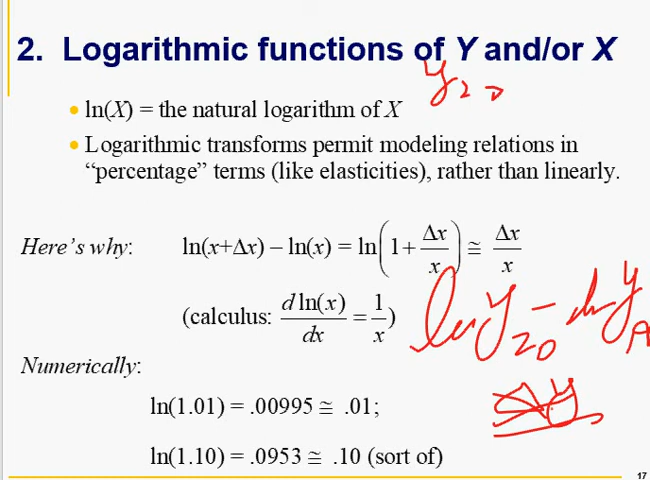 2. Logarithmic functions of Y and/or X
• ln(X) = the natural logarithm of X
• Logarithmic transforms permit modeling relations in
“percentage” terms (like elasticities), rather than linearly.
Here’s why: ln(x+Δx) – ln(x) = ln(1 + Δx/x) ≅ Δx/x
(calculus: d ln(x)/dx = 1/x)
ln y 20 –
Numerically:
ln(1.01) = .00995 ≅ .01;
ln(1.10) = .0953 ≅ .10 (sort of)
17